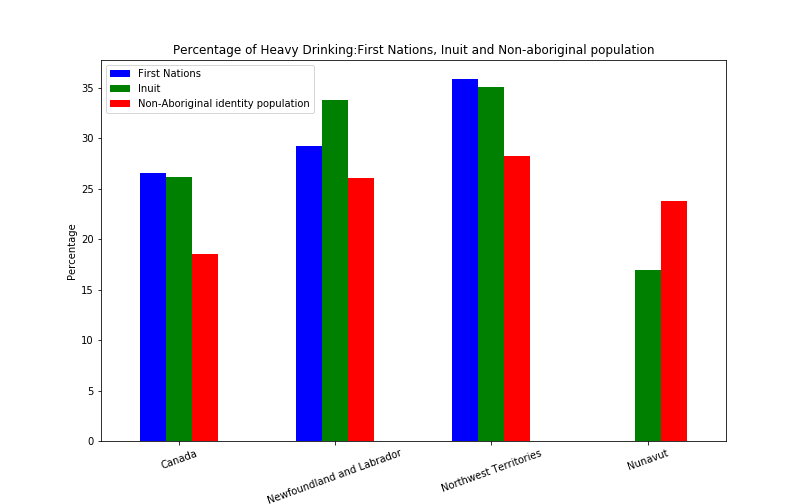 Percentage of Heavy Drinking:First Nations, Inuit and Non-aboriginal population
First Nations
Inuit
Non-Aboriginal identity population
35
30
25
20
15
10
5
0
Percentage
Canada
Newfoundland and Labrador
Northwest Territories
Nunavut